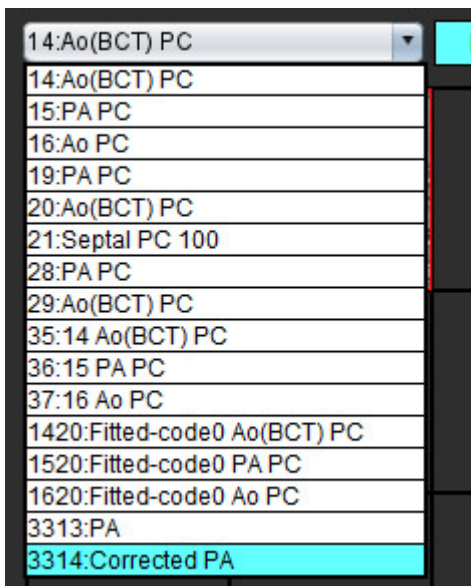 14:Ao(BCT) PC
14:Ao(BCT) PC
15:PA PC
16:Ao PC
19:PA PC
20:Ao(BCT) PC
21:Septal PC 100
28:PA PC
29:Ao(BCT) PC
35:14 Ao(BCT) PC
36:15 PA PC
37:16 Ao PC
1420:Fitted-code0 Ao(BCT) PC
1520:Fitted-code0 PA PC
1620:Fitted-code0 Ao PC
3313:PA
3314:Corrected PA